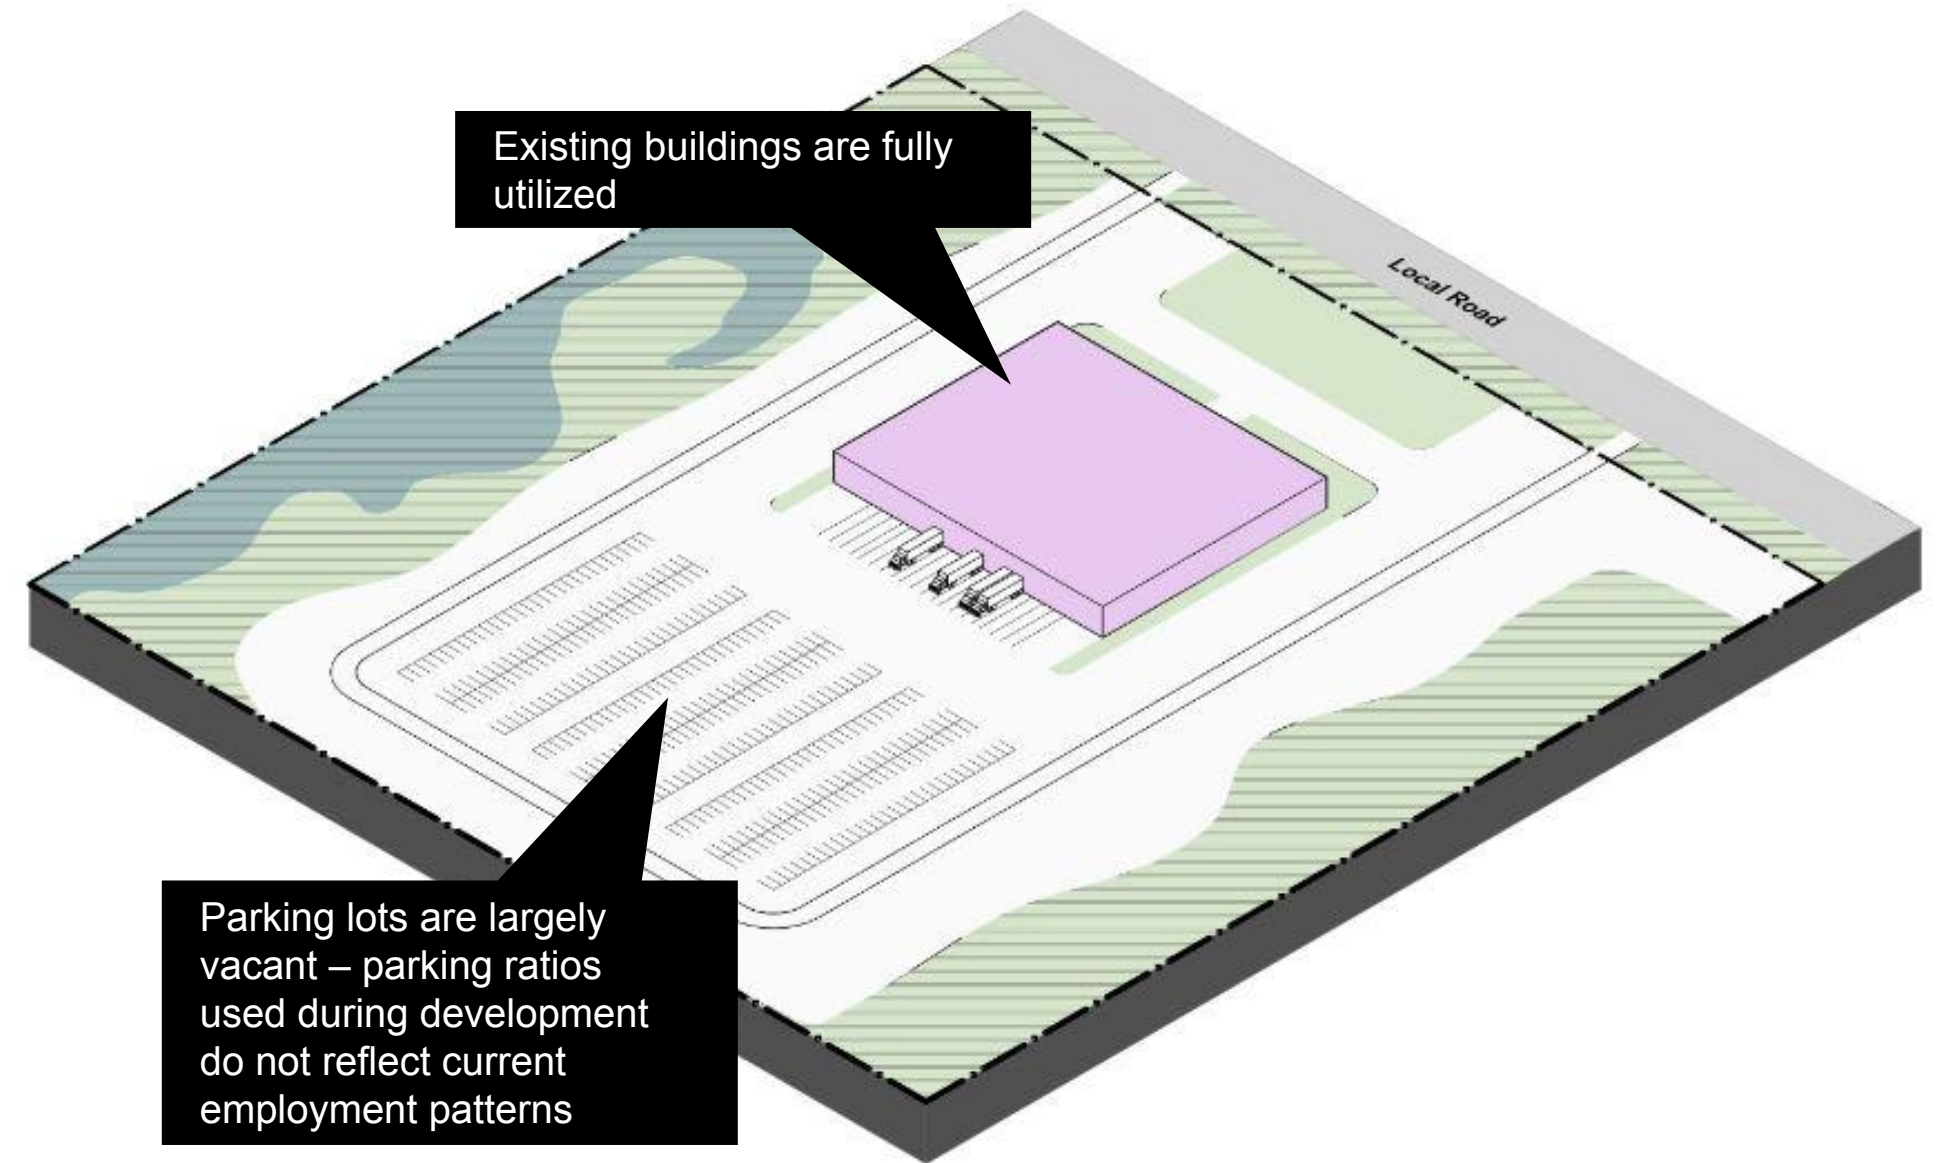 Existing buildings are fully
utilized
Local Road
Parking lots are largely
vacant – parking ratios
used during development
do not reflect current
employment patterns